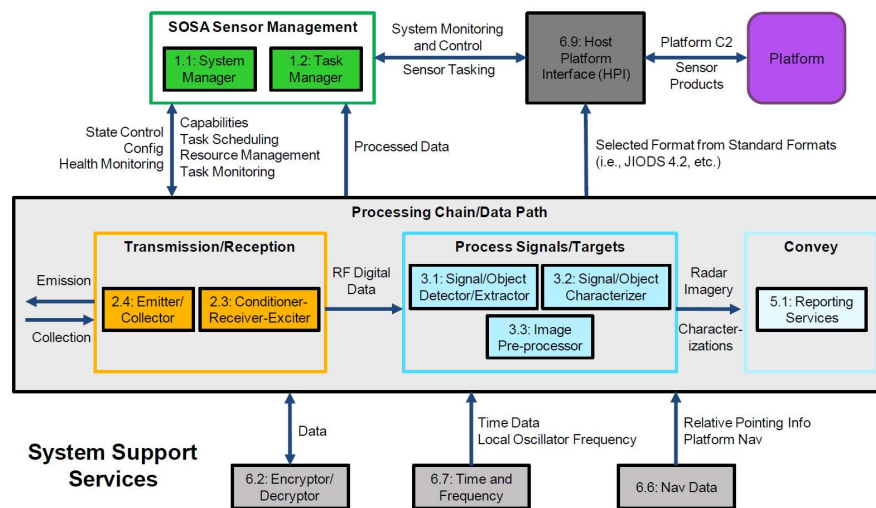 SOSA Sensor Management
1.1: System
Manager
1.2: Task
Manager
System Monitoring
and Control
Sensor Tasking
6.9: Host
Platform
Interface (HPI)
Platform C2
Sensor
Products
Platform
State Control
Config
Health Monitoring
Capabilities
Task Scheduling
Resource Management
Task Monitoring
Processed Data
Selected Format from Standard Formats
(i.e., JIODS 4.2, etc.)
Processing Chain/Data Path
Emission
Collection
Transmission/Reception
2.4: Emitter/
Collector
2.3: Conditioner-
Receiver-Exciter
RF Digital
Data
Process Signals/Targets
3.1: Signal/Object
Detector/Extractor
3.2: Signal/Object
Characterizer
3.3: Image
Pre-processor
Radar
Imagery
Character-
izations
Convey
5.1: Reporting
Services
System Support
Services
Data
6.2: Encryptor/
Decryptor
Time Data
Local Oscillator Frequency
6.7: Time and
Frequency
Relative Pointing Info
Platform Nav
6.6: Nav Data